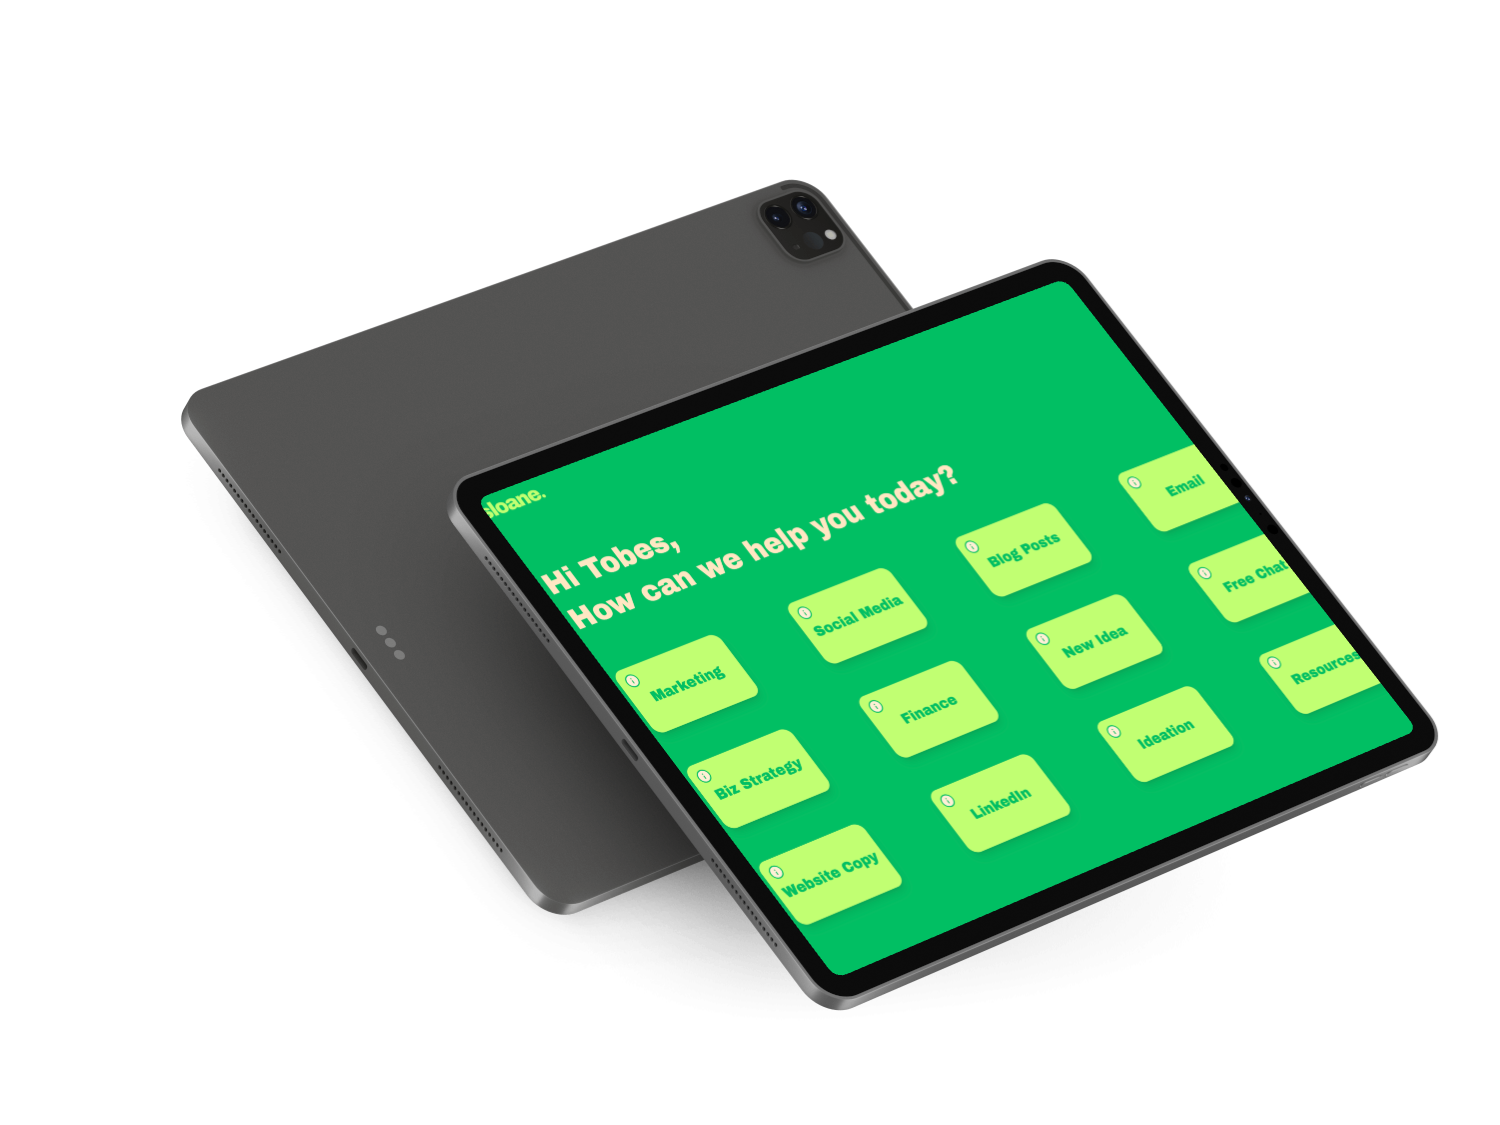 sloane.
Hi Tobes,
How can we help you today?
Marketing
Social Media
Blog Posts
Email
Biz Strategy
Finance
New Idea
Free Chat
Website Copy
LinkedIn
Ideation
Resources